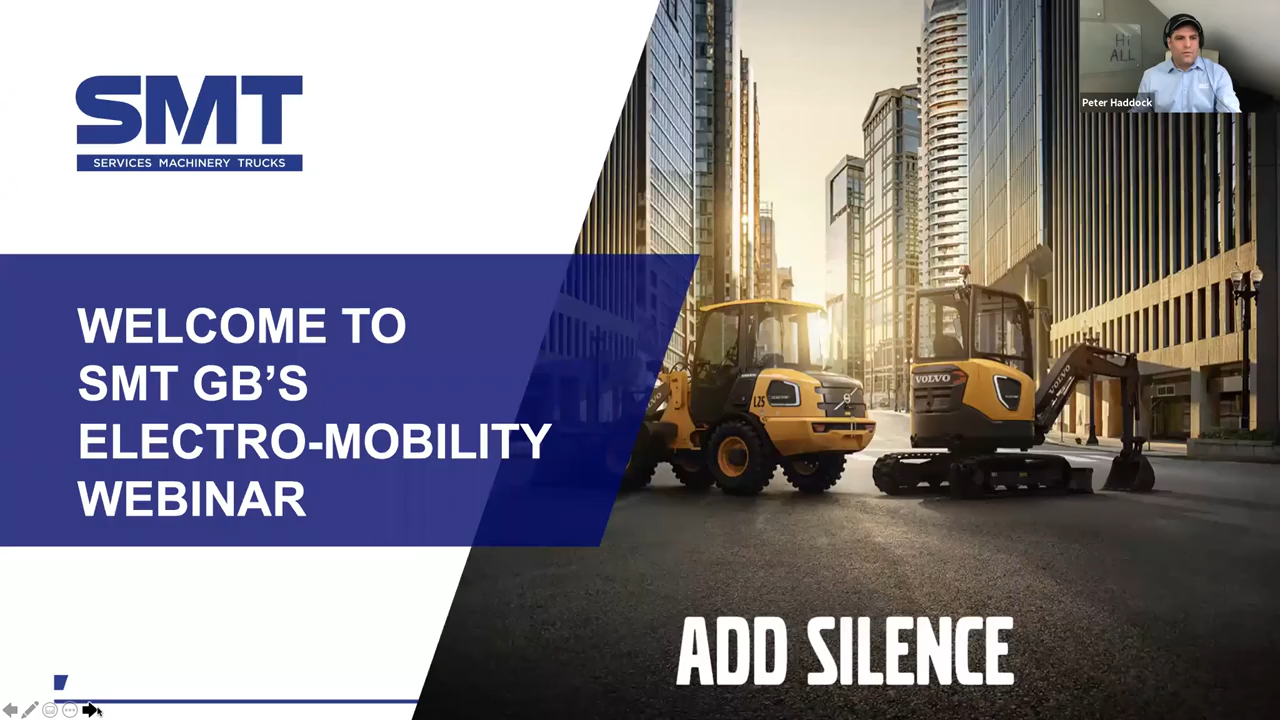 SMT
SERVICES MACHINERY TRUCKS
WELCOME TO
SMT GB'S
ELECTRO-MOBILITY
WEBINAR
Hi
ALL
Peter Haddock
L25
VOLVO
VOLVO
ADD SILENCE